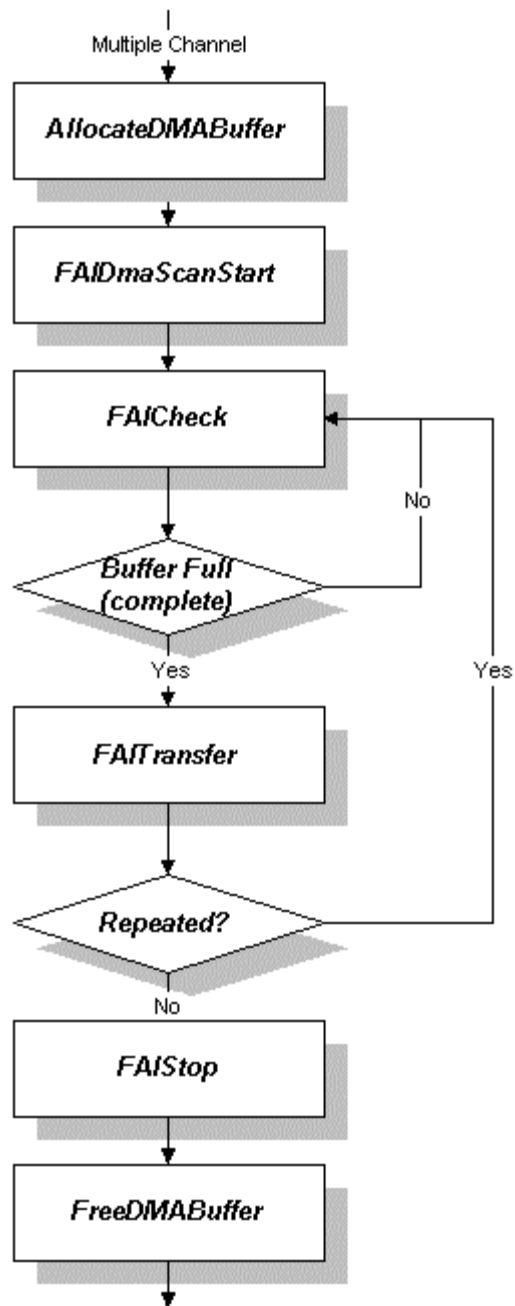 Multiple Channel
AllocateDMABuffer
FAIDmaScanStart
FAICheck
No
Buffer Full
(complete)
Yes
Yes
FAITransfer
Repeated?
No
FAIStop
FreeDMABuffer